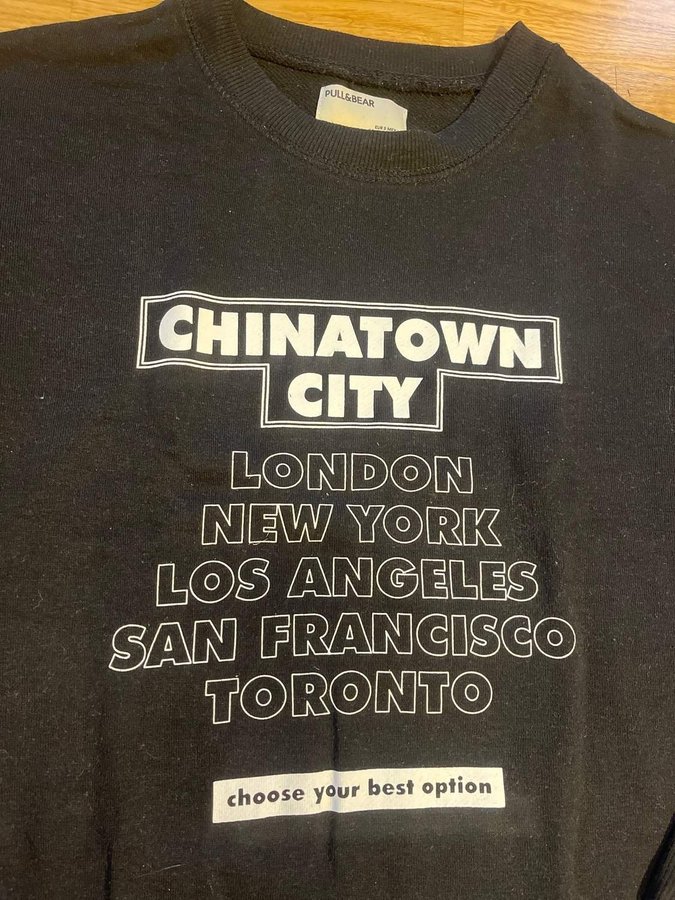 PULL&BEAR
CHINATOWN
CITY
LONDON
NEW YORK
LOS ANGELES
SAN FRANCISCO
TORONTO
choose your best option